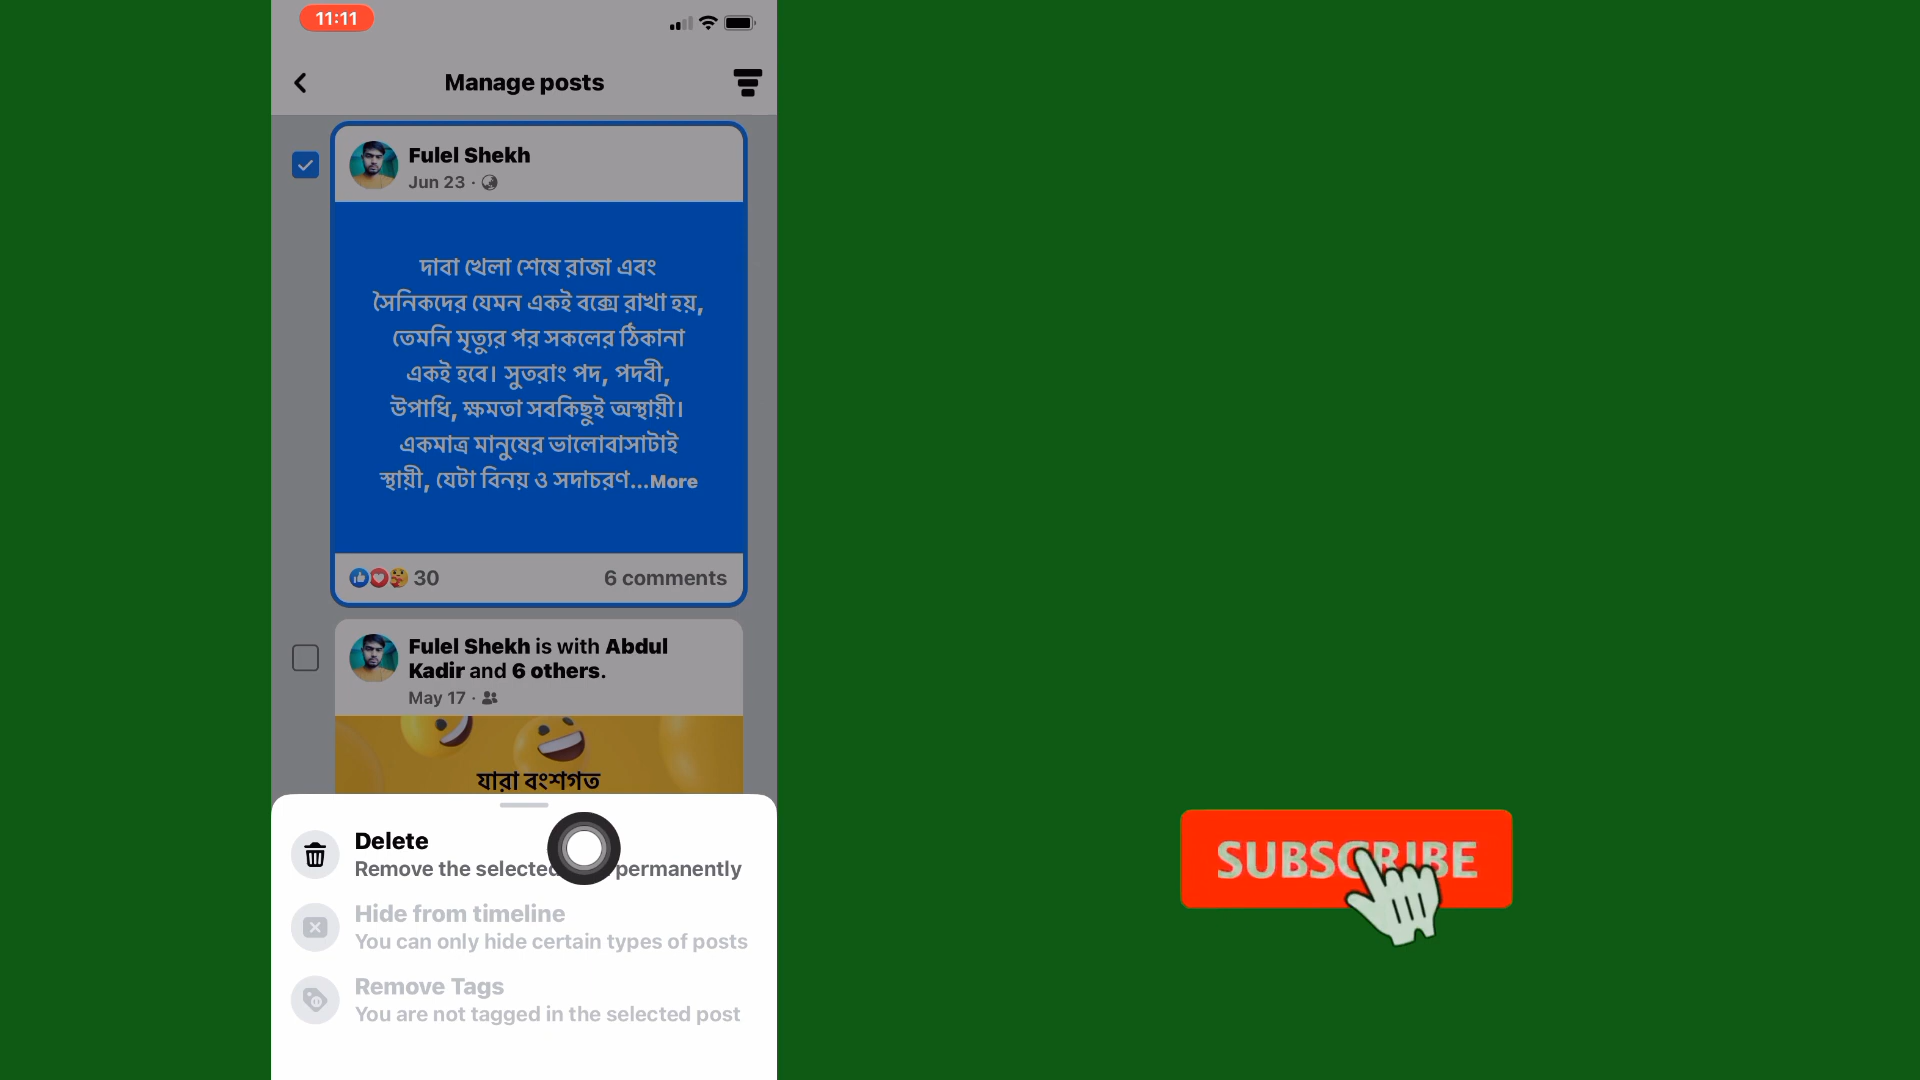 11:11
Manage posts
Fulel Shekh
Jun 23 ·
দাবা খেলা শেষে রাজা এবং
সৈনিকদের যেমন একই বক্সে রাখা হয়,
তেমনি মৃত্যুর পর সকলের ঠিকানা
একই হবে। সুতরাং পদ, পদবী,
উপাধি, ক্ষমতা সবকিছুই অস্থায়ী।
একমাত্র মানুষের ভালোবাসাটাই
স্থায়ী, যেটা বিনয় ও সদাচরণ...More
30
6 comments
Fulel Shekh is with Abdul
Kadir and 6 others.
May 17 ·
যারা বংশগত
Delete
Remove the selected permanently
Hide from timeline
You can only hide certain types of posts
Remove Tags
You are not tagged in the selected post
SUBSCRIBE